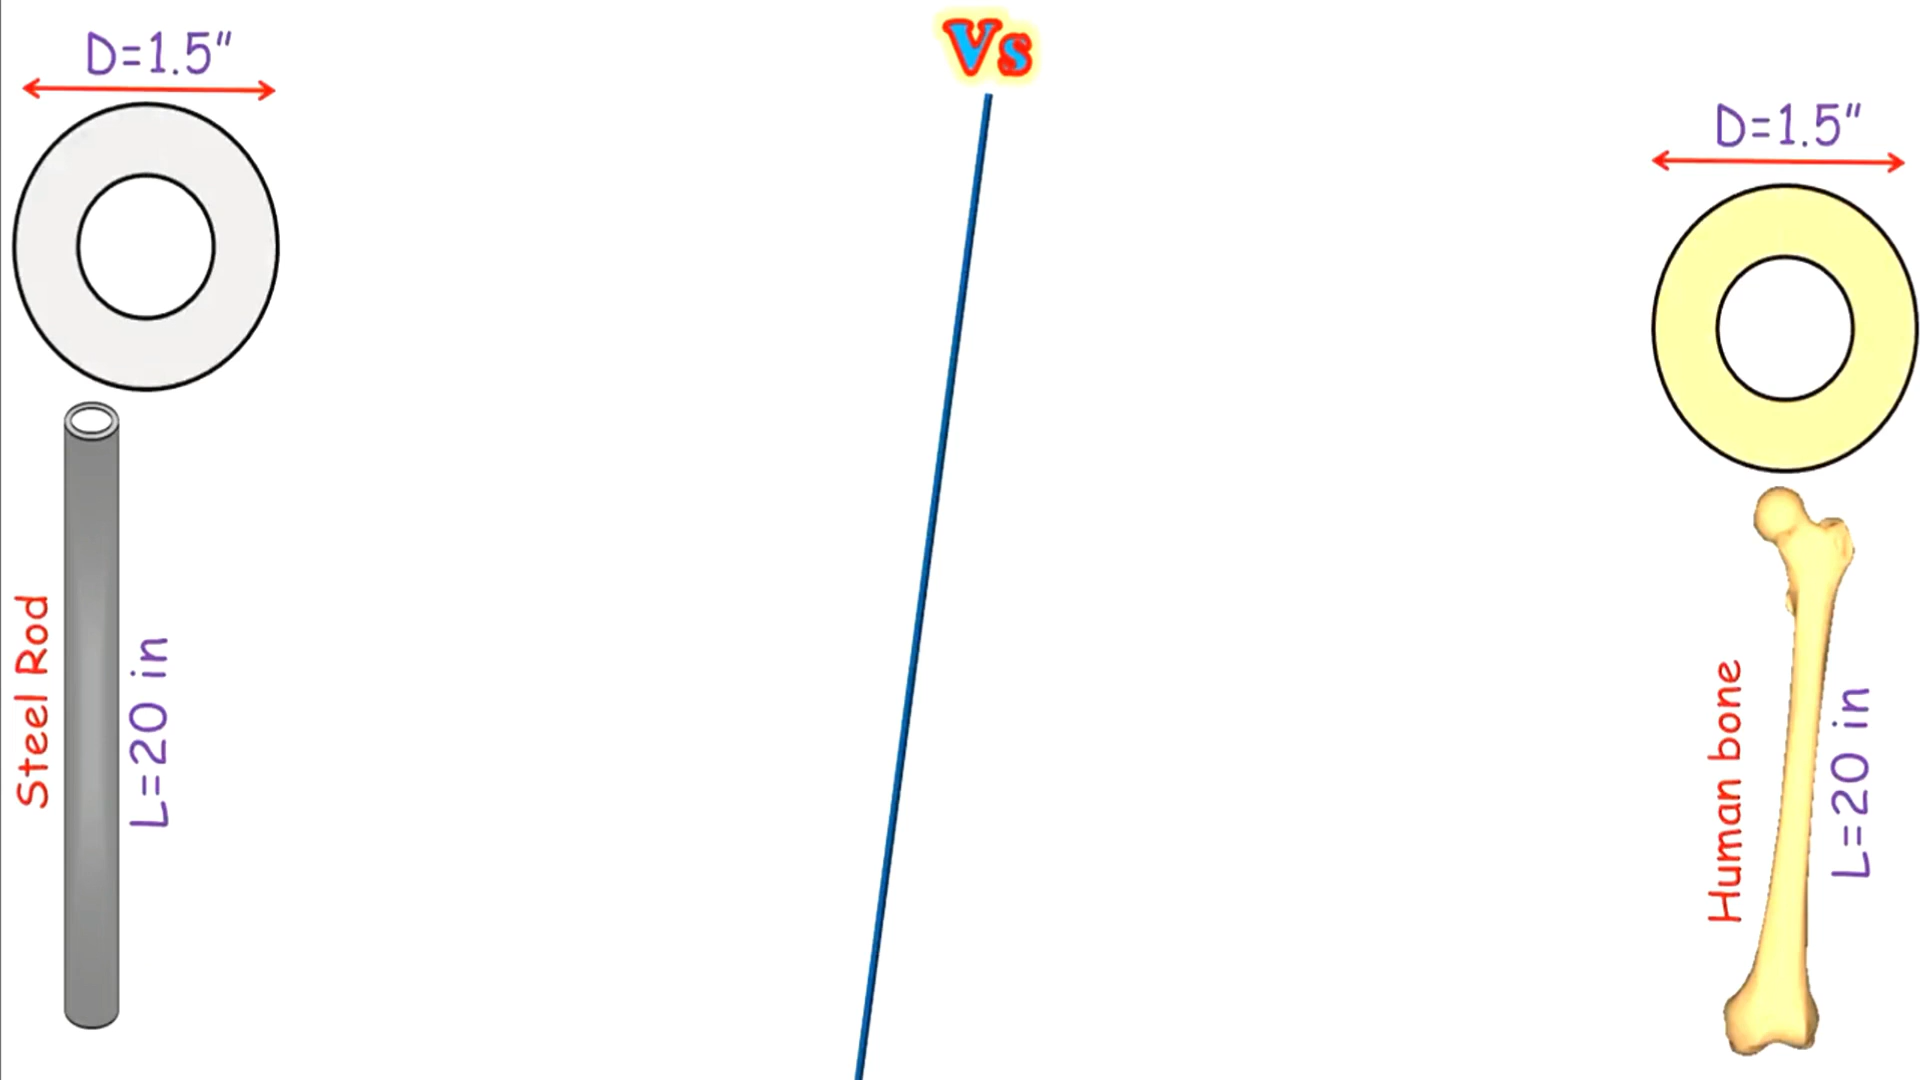 D=1.5"
Steel Rod
L=20 in
Vs
D=1.5"
Human bone
L=20 in